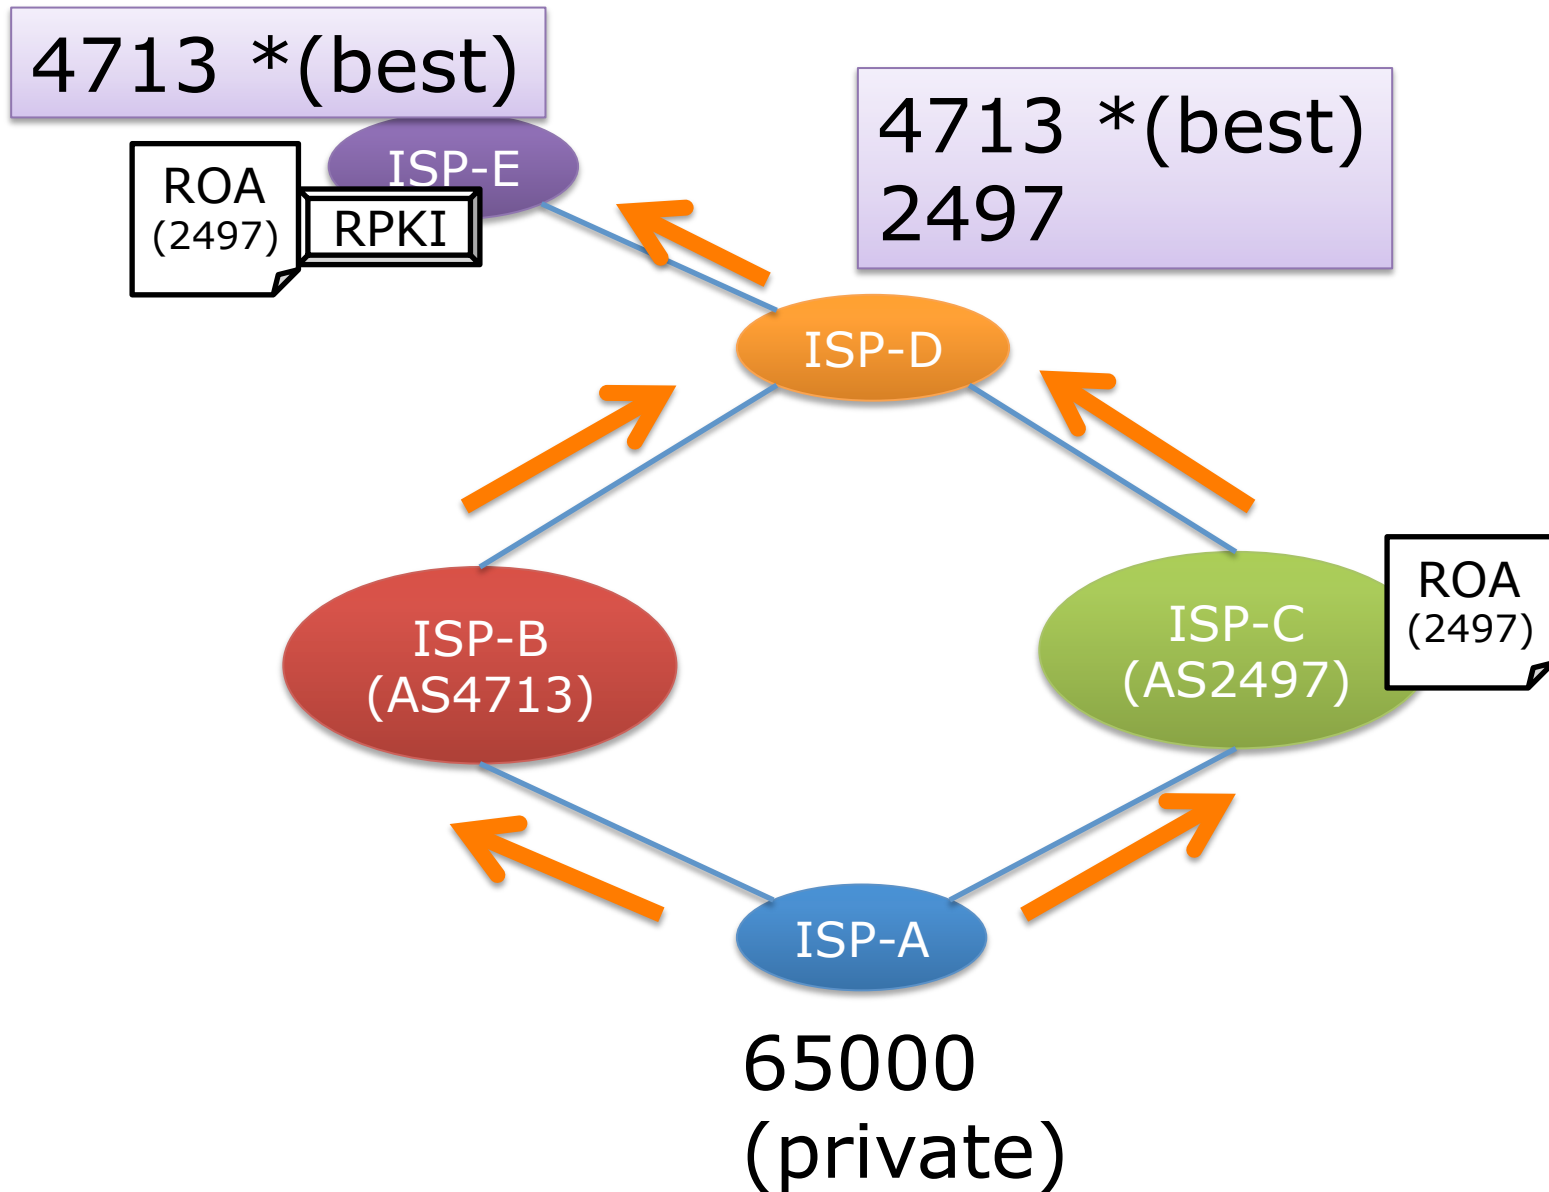 4713 *(best)
4713 *(best)
2497
ISP-E
ROA
(2497)
RPKI
ISP-D
ISP-B
(AS4713)
ISP-C
(AS2497)
ROA
(2497)
ISP-A
65000
(private)